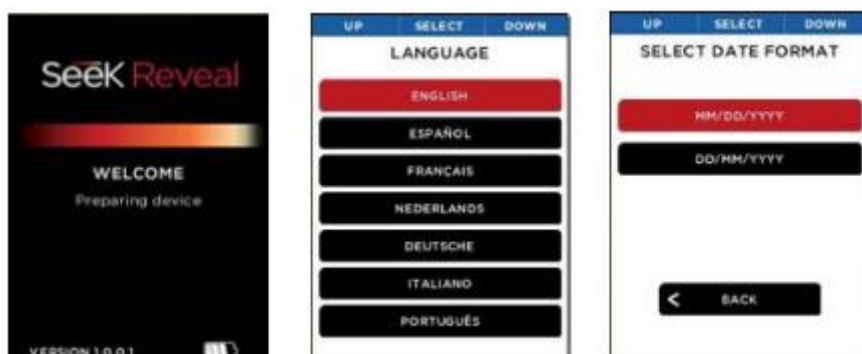 Seek Reveal
WELCOME
Preparing device
VERSION 1.0.0.1
UP SELECT DOWN
LANGUAGE
ENGLISH
ESPAÑOL
FRANÇAIS
NEDERLANDS
DEUTSCHE
ITALIANO
PORTUGUÊS
UP SELECT DOWN
SELECT DATE FORMAT
MM/DD/YYYY
DD/MM/YYYY
< BACK